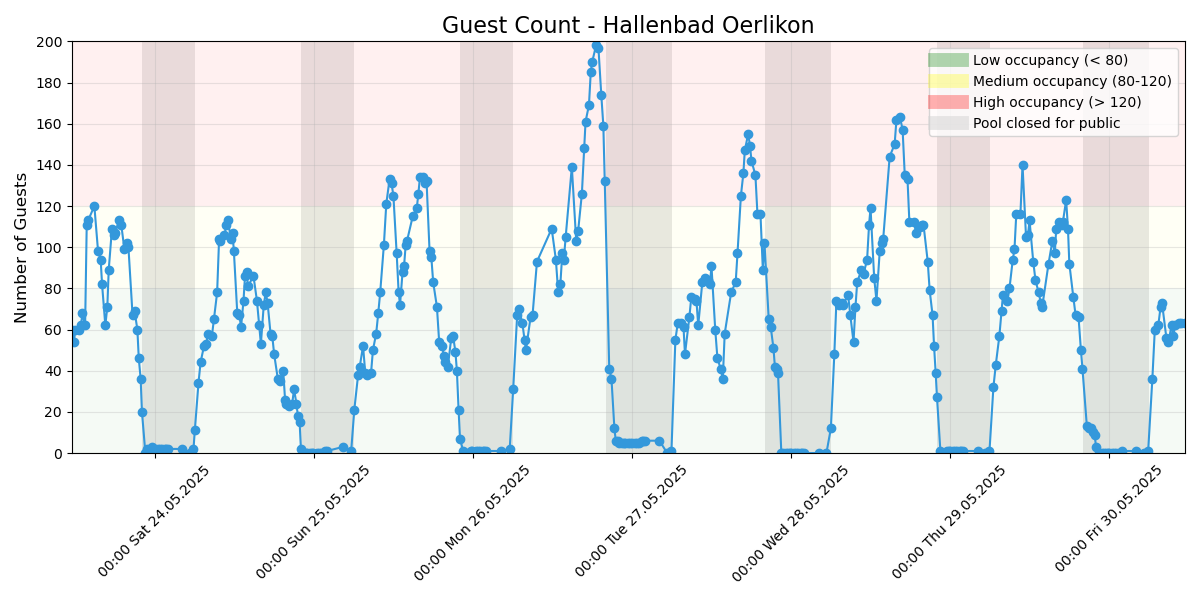 Guest Count - Hallenbad Oerlikon
Number of Guests
200
180
160
140
120
100
80
60
40
20
0
Low occupancy (< 80)
Medium occupancy (80-120)
High occupancy (> 120)
Pool closed for public
00:00 Sat 24.05.2025
00:00 Sun 25.05.2025
00:00 Mon 26.05.2025
00:00 Tue 27.05.2025
00:00 Wed 28.05.2025
00:00 Thu 29.05.2025
00:00 Fri 30.05.2025